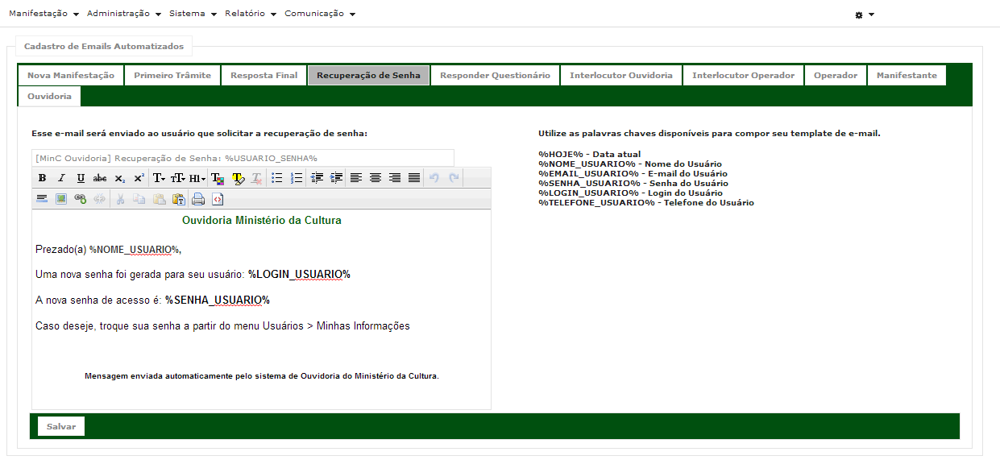 Manifestação Administração Sistema Relatório Comunicação
Cadastro de Emails Automatizados
Nova Manifestação Primeiro Trâmite Resposta Final Recuperação de Senha Responder Questionário Interlocutor Ouvidoria Interlocutor Operador Operador Manifestante
Ouvidoria
Esse e-mail será enviado ao usuário que solicitar a recuperação de senha:
[MinC Ouvidoria] Recuperação de Senha: %USUARIO_SENHA%
B I U abc x₂ x² T TT H1 T T T
Ouvidoria Ministério da Cultura
Prezado(a) %NOME_USUARIO%,
Uma nova senha foi gerada para seu usuário: %LOGIN_USUARIO%
A nova senha de acesso é: %SENHA_USUARIO%
Caso deseje, troque sua senha a partir do menu Usuários > Minhas Informações
Mensagem enviada automaticamente pelo sistema de Ouvidoria do Ministério da Cultura.
Utilize as palavras chaves disponíveis para compor seu template de e-mail.
%HOJE% - Data atual
%NOME_USUARIO% - Nome do Usuário
%EMAIL_USUARIO% - E-mail do Usuário
%SENHA_USUARIO% - Senha do Usuário
%LOGIN_USUARIO% - Login do Usuário
%TELEFONE_USUARIO% - Telefone do Usuário
Salvar